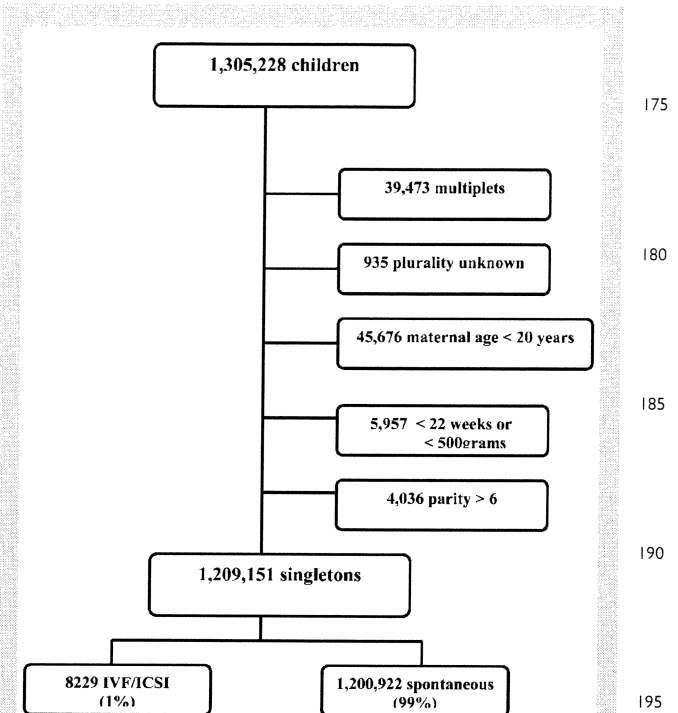 1,305,228 children
175
39,473 multiplets
935 plurality unknown
180
45,676 maternal age < 20 years
5,957 < 22 weeks or
< 500grams
185
4,036 parity > 6
1,209,151 singletons
190
8229 IVF/ICSI
(1%)
1,200,922 spontaneous
(99%)
195